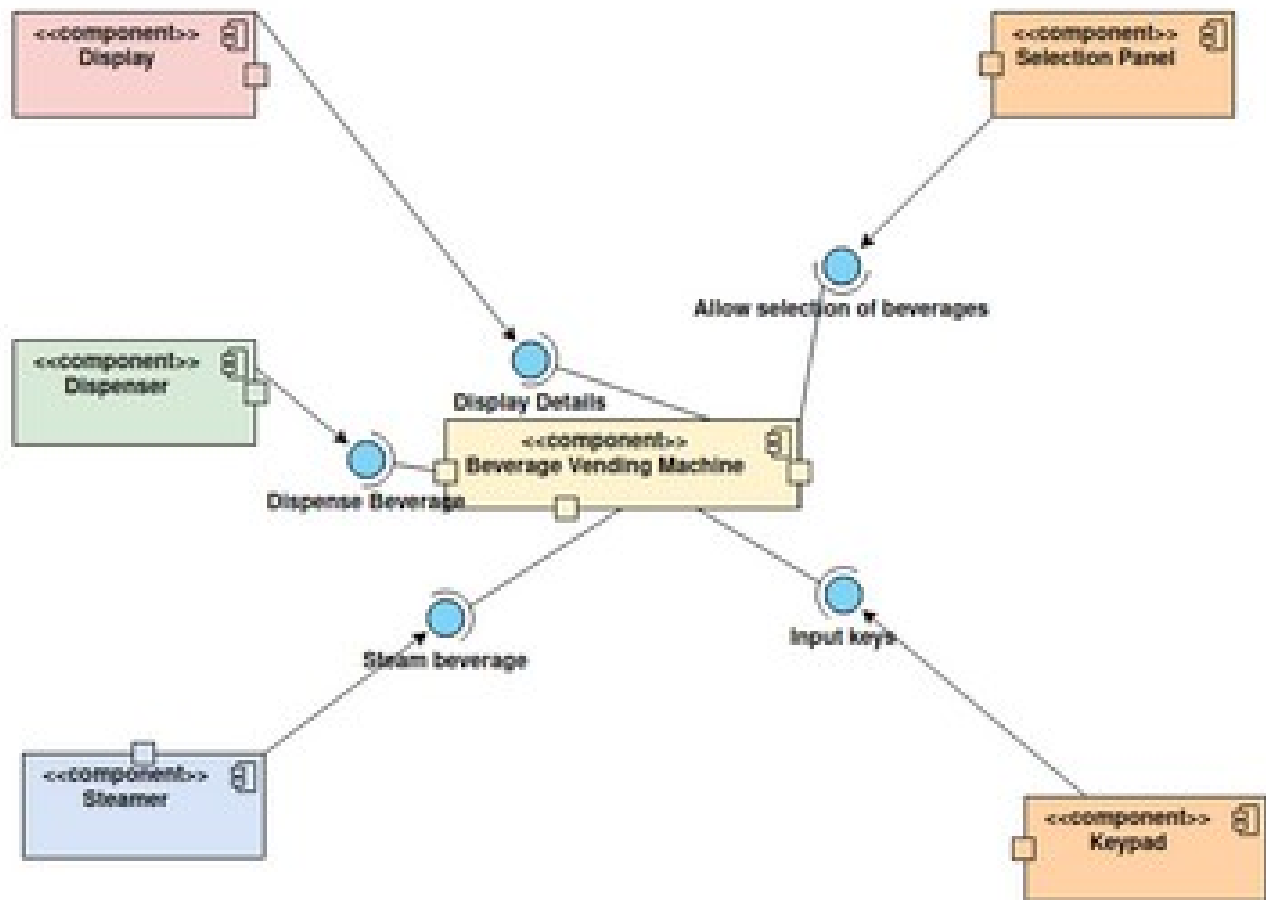 <<component>>
Display
<<component>>
Selection Panel
Allow selection of beverages
<<component>>
Dispenser
Display Details
<<component>>
Beverage Vending Machine
Dispense Beverage
Input keys
Steam beverage
<<component>>
Steamer
<<component>>
Keypad